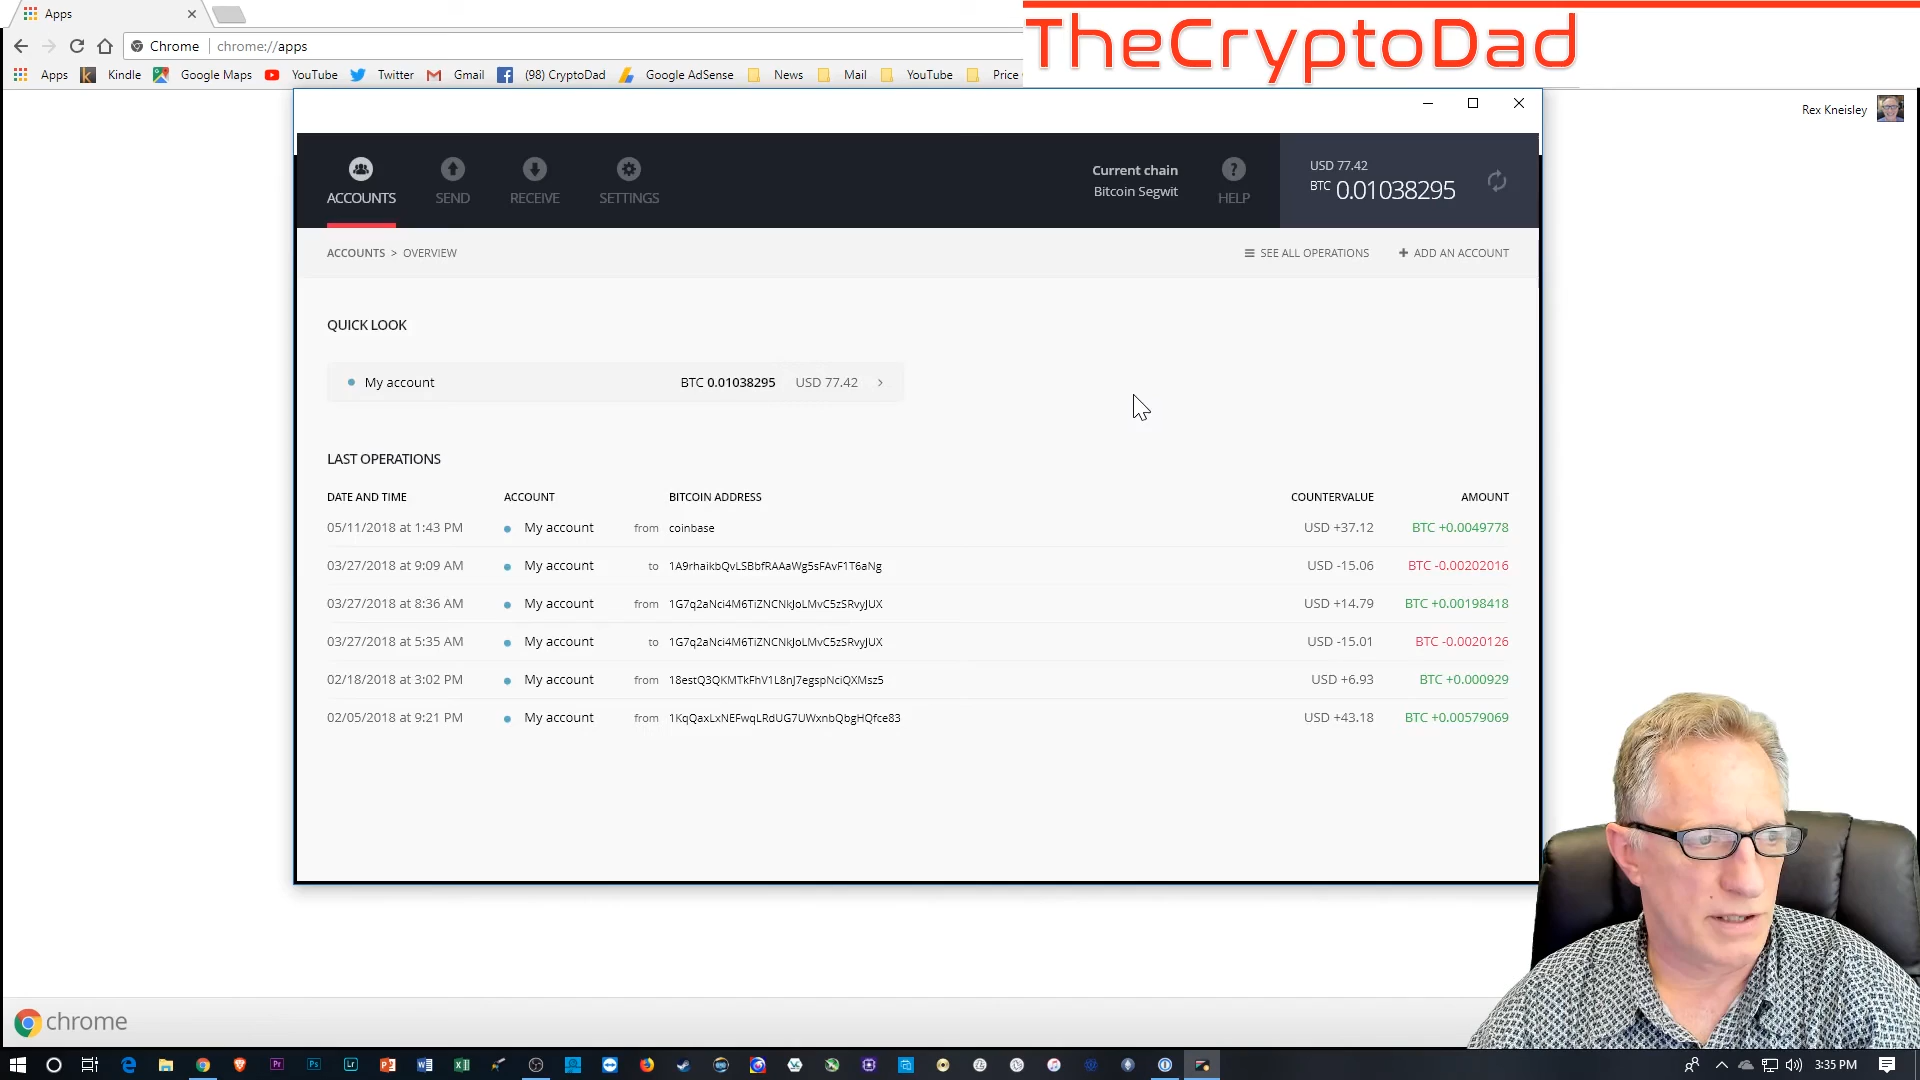 Apps
TheCryptoDad
Chrome chrome://apps
Apps Kindle Google Maps YouTube Twitter Gmail (98) CryptoDad Google AdSense News Mail YouTube Price
Rex Kneisley
ACCOUNTS SEND RECEIVE SETTINGS
Current chain
Bitcoin Segwit
HELP
USD 77.42
BTC 0.01038295
ACCOUNTS > OVERVIEW
SEE ALL OPERATIONS
ADD AN ACCOUNT
QUICK LOOK
My account BTC 0.01038295 USD 77.42
LAST OPERATIONS
DATE AND TIME ACCOUNT BITCOIN ADDRESS COUNTERVALUE AMOUNT
05/11/2018 at 1:43 PM My account from coinbase USD +37.12 BTC +0.0049778
03/27/2018 at 9:09 AM My account to 1A9rhaikbQvLSBbfRAAaWg5sFAvF1T6aNg USD -15.06 BTC -0.00202016
03/27/2018 at 8:36 AM My account from 1G7q2aNci4M6TiZNCNkJoLMvC5zSRvyJUX USD +14.79 BTC +0.00198418
03/27/2018 at 5:35 AM My account to 1G7q2aNci4M6TiZNCNkJoLMvC5zSRvyJUX USD -15.01 BTC -0.0020126
02/18/2018 at 3:02 PM My account from 18estQ3QKMTkFhV1L8nJ7egspNciQXMsz5 USD +6.93 BTC +0.000929
02/05/2018 at 9:21 PM My account from 1KqQaxLxNEFwqLRdUG7UWxnbQbgHQfce83 USD +43.18 BTC +0.00579069
chrome
3:35 PM